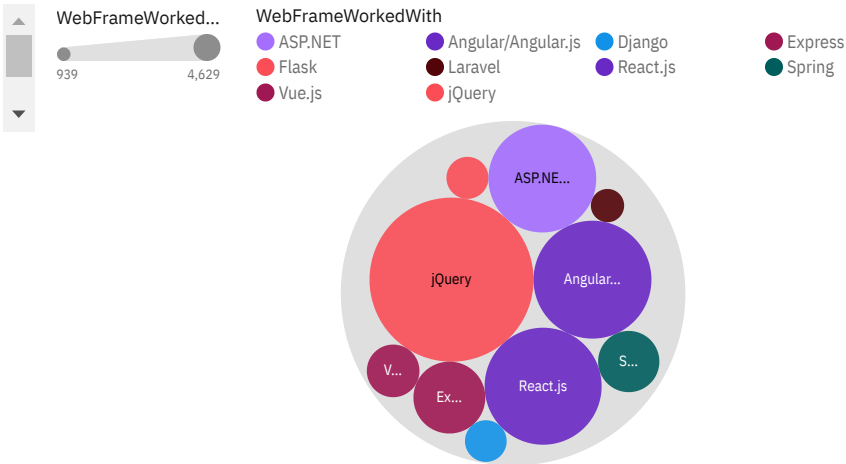 WebFrameWorked...
939 4,629
WebFrameWorkedWith
ASP.NET Angular/Angular.js Django Express
Flask Laravel React.js Spring
Vue.js jQuery
ASP.NE...
jQuery
Angular...
S...
React.js
V...
Ex...